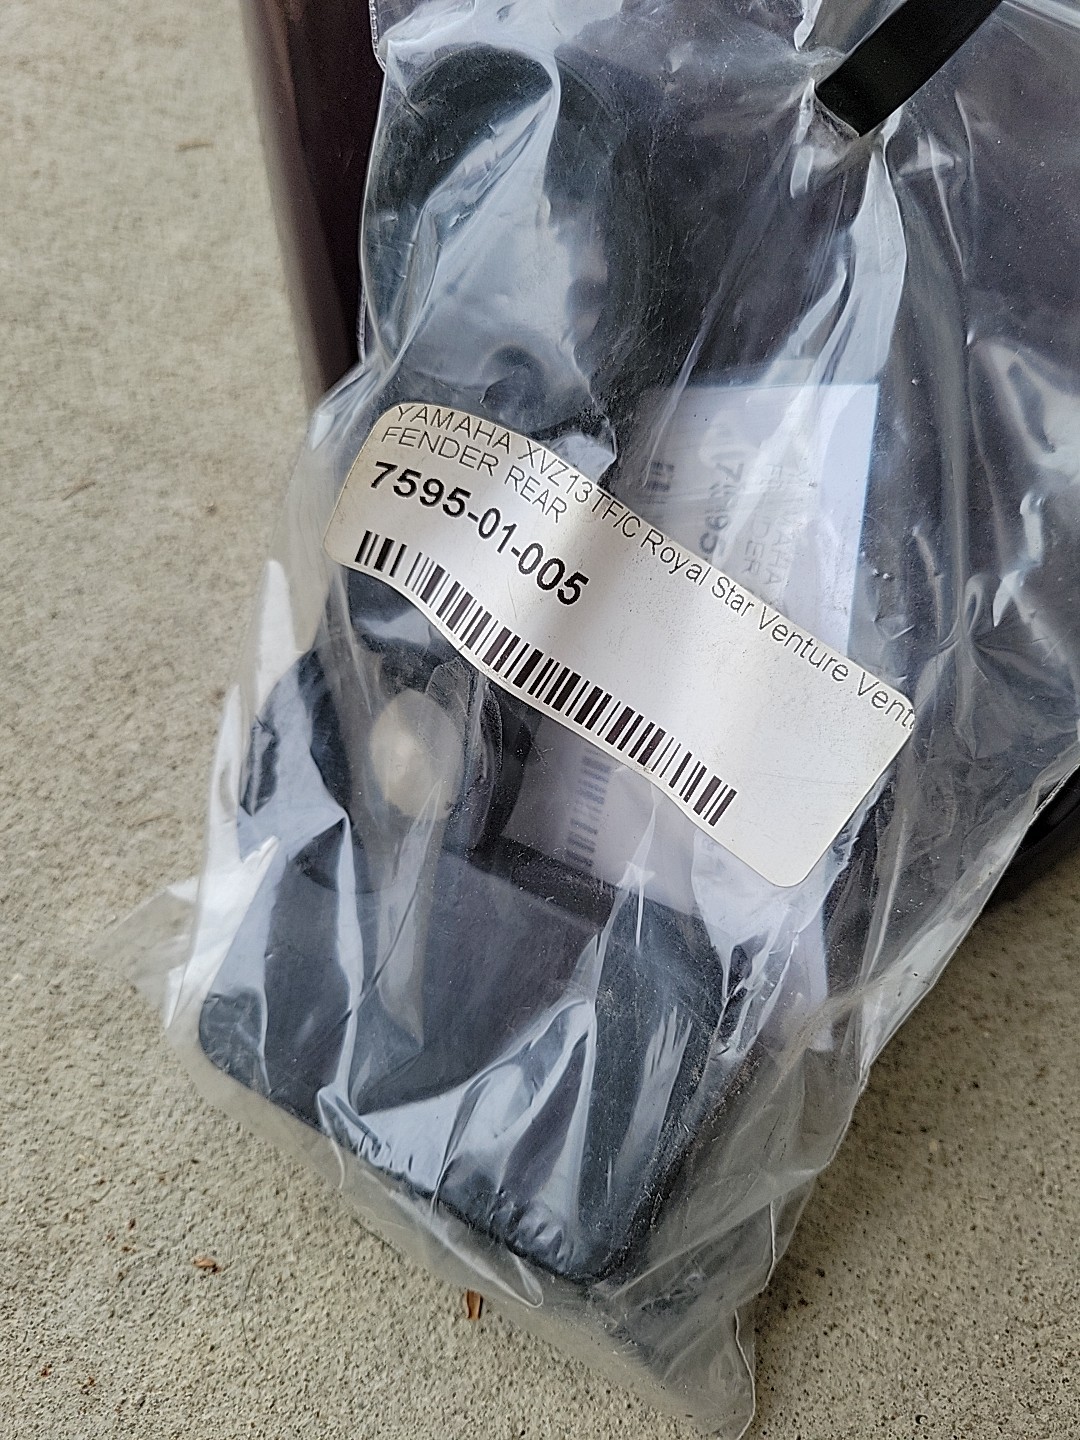 YAMAHA XVZ13TF/C Royal Star Venture Vent
FENDER REAR
7595-01-005